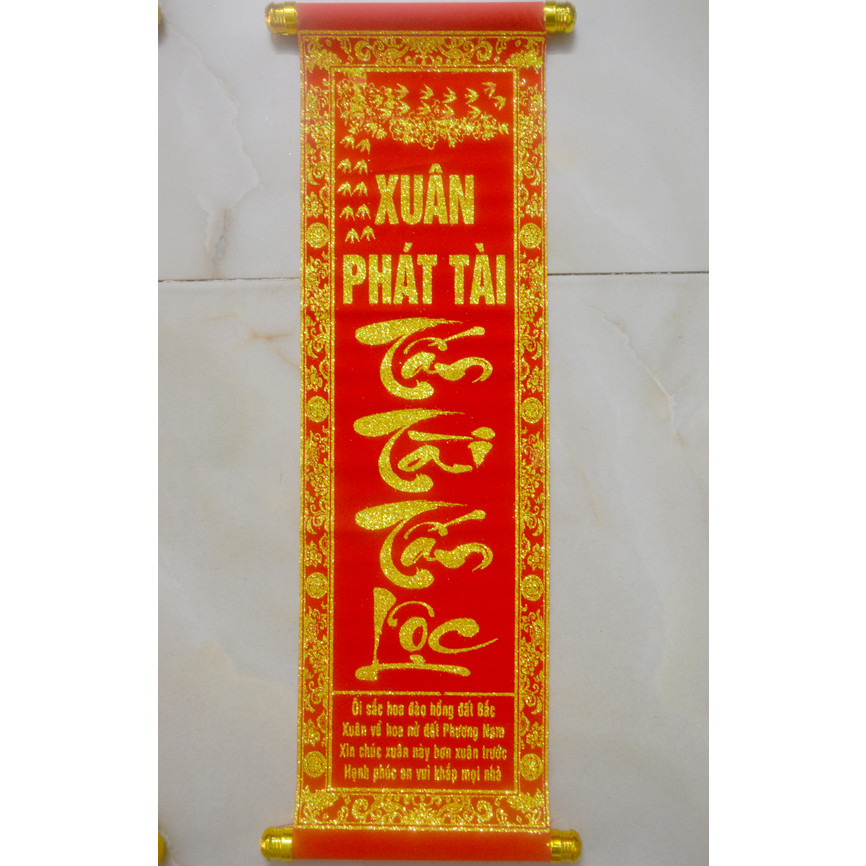 XUÂN
PHÁT TÀI
Tấn
Tài
Tấn
Lộc
Ôi sắc hoa đào hồng đất Bắc
Xuân về hoa nở đất Phương Nam
Xin chúc xuân này hơn xuân trước
Hạnh phúc an vui khắp mọi nhà